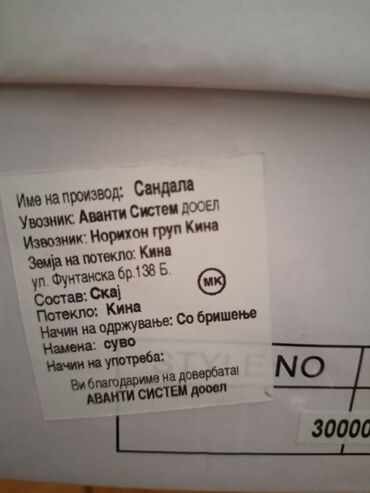 Име на производ: Сандала
Увозник: Аванти Систем ДООЕЛ
Извозник: Норихон груп Кина
Земја на потекло: Кина
ул. Фунтанска бр.138 Б.
Состав: Скај
МК
Потекло: Кина
Начин на одржување: Со бришење
Намена: суво
Начин на употреба:
Ви благодариме на довербата!
АВАНТИ СИСТЕМ дооел
STYLE NO
30000